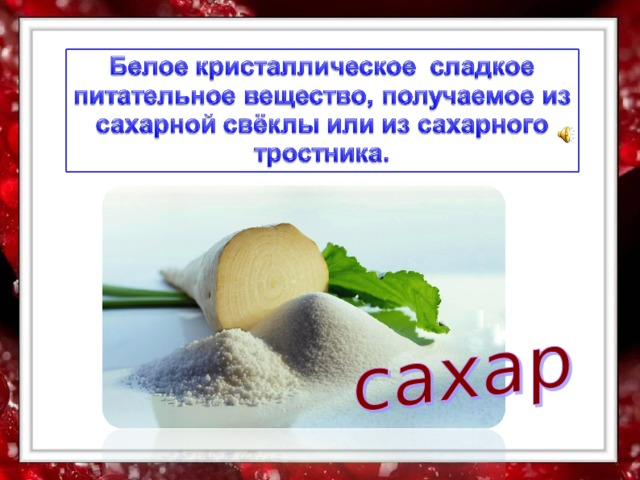 Белое кристаллическое сладкое
питательное вещество, получаемое из
сахарной свёклы или из сахарного
тростника.
сахар